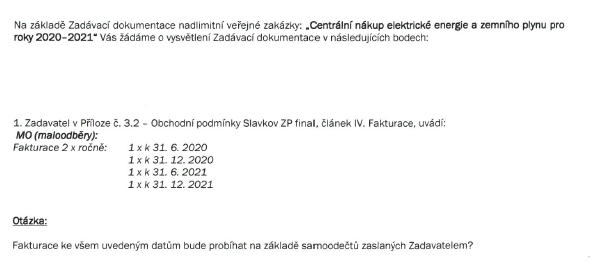 Na základě Zadávací dokumentace nadlimitní veřejné zakázky: „Centrální nákup elektrické energie a zemního plynu pro
roky 2020–2021" Vás žádáme o vysvětlení Zadávací dokumentace v následujících bodech:
1. Zadavatel v Příloze č. 3.2 – Obchodní podmínky Slavkov ZP final, článek IV. Fakturace, uvádí:
MO (maloodběry):
Fakturace 2 x ročně: 1 x k 31. 6. 2020
1 x k 31. 12. 2020
1 x k 31. 6. 2021
1 x k 31. 12. 2021
Otázka:
Fakturace ke všem uvedeným datům bude probíhat na základě samoodečtů zaslaných Zadavatelem?